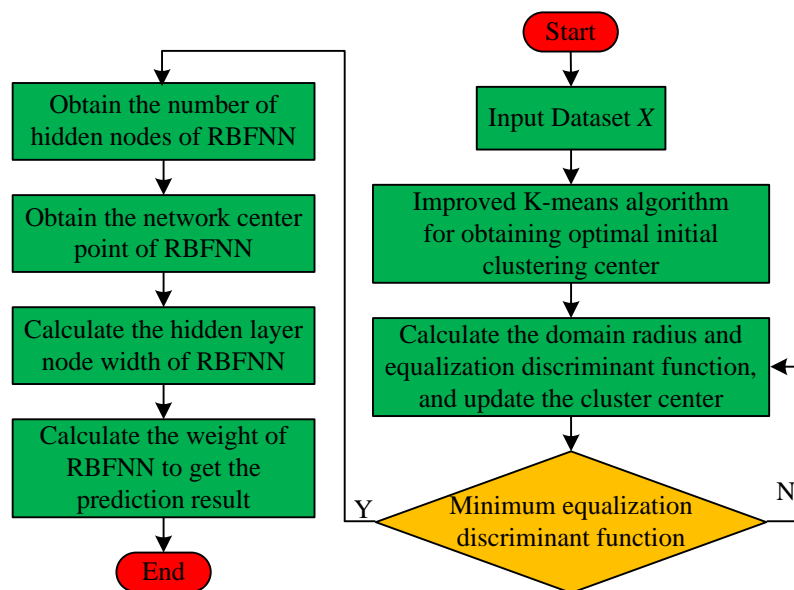 Start
Input Dataset X
Improved K-means algorithm
for obtaining optimal initial
clustering center
Calculate the domain radius and
equalization discriminant function,
and update the cluster center
Minimum equalization
discriminant function
Y
N
Obtain the number of
hidden nodes of RBFNN
Obtain the network center
point of RBFNN
Calculate the hidden layer
node width of RBFNN
Calculate the weight of
RBFNN to get the
prediction result
End